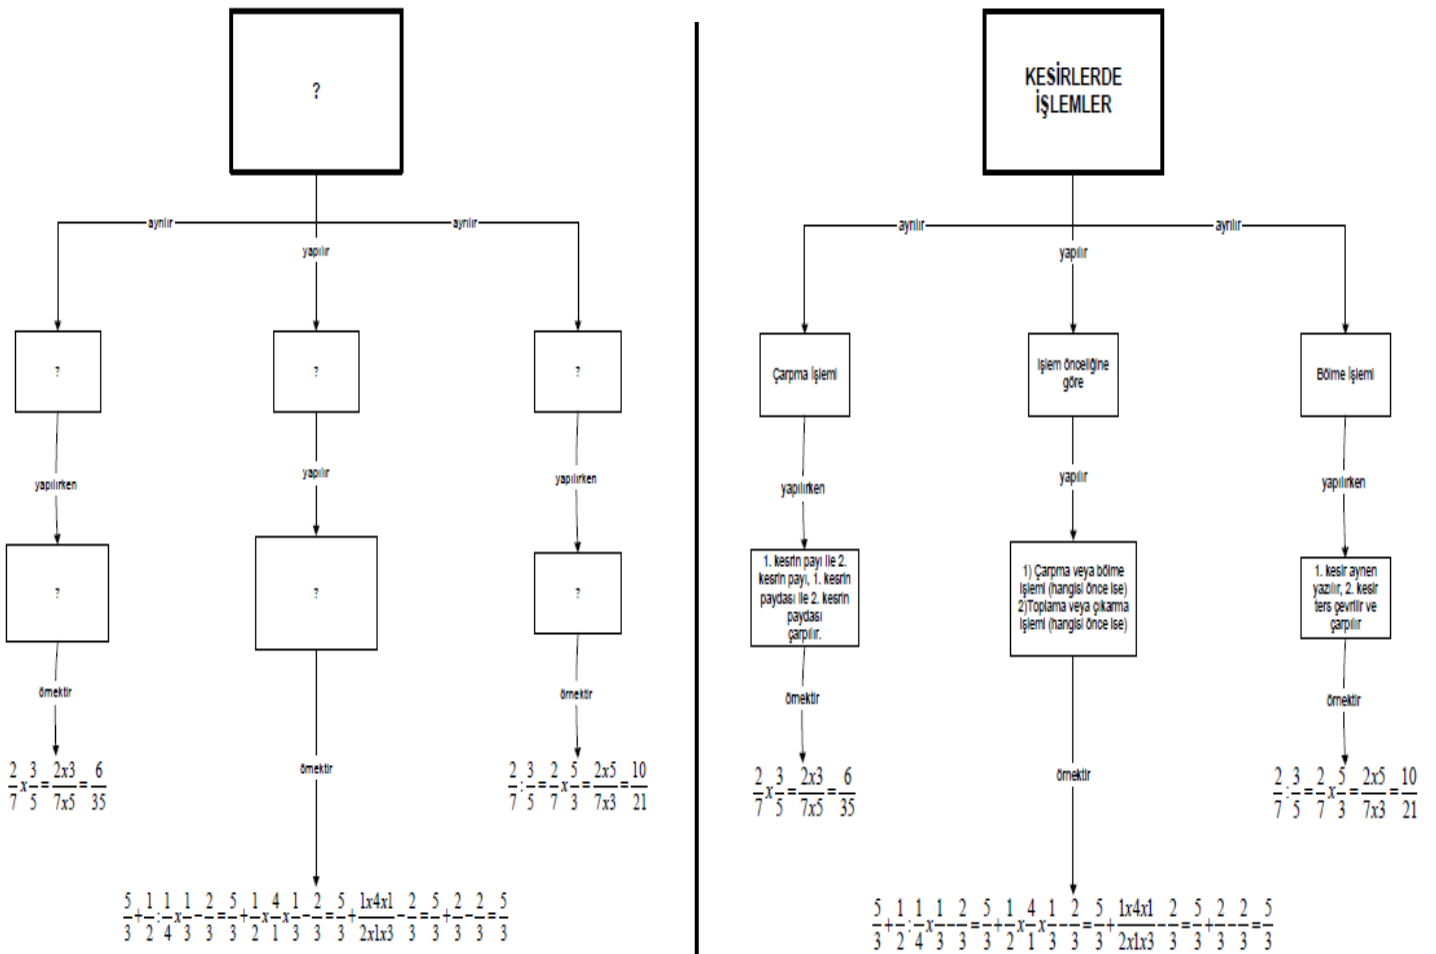 ?
ayrılır
ayrılır
yapılır
?
?
?
yapılırken
yapılır
yapılırken
?
?
?
örnektir
örnektir
örnektir
2/7 x 3/5 = 2x3/7x5 = 6/35
2/7 : 3/5 = 2/7 x 5/3 = 2x5/7x3 = 10/21
5/3 + 1/2 : 1/4 x 1/3 - 2/3 = 5/3 + 1/2 x 4/1 x 1/3 - 2/3 = 5/3 + 1x4x1/2x1x3 - 2/3 = 5/3 + 2/3 - 2/3 = 5/3
KESİRLERDE
İŞLEMLER
ayrılır
ayrılır
yapılır
Çarpma İşlemi
İşlem önceliğine
göre
Bölme İşlemi
yapılırken
yapılır
yapılırken
1. kesrin payı ile 2.
kesrin payı, 1. kesrin
paydası ile 2. kesrin
paydası
çarpılır.
1) Çarpma veya bölme
işlemi (hangisi önce ise)
2)Toplama veya çıkarma
işlemi (hangisi önce ise)
1. kesir aynen
yazılır, 2. kesir
ters çevrilir ve
çarpılır
örnektir
örnektir
örnektir
2/7 x 3/5 = 2x3/7x5 = 6/35
2/7 : 3/5 = 2/7 x 5/3 = 2x5/7x3 = 10/21
5/3 + 1/2 : 1/4 x 1/3 - 2/3 = 5/3 + 1/2 x 4/1 x 1/3 - 2/3 = 5/3 + 1x4x1/2x1x3 - 2/3 = 5/3 + 2/3 - 2/3 = 5/3